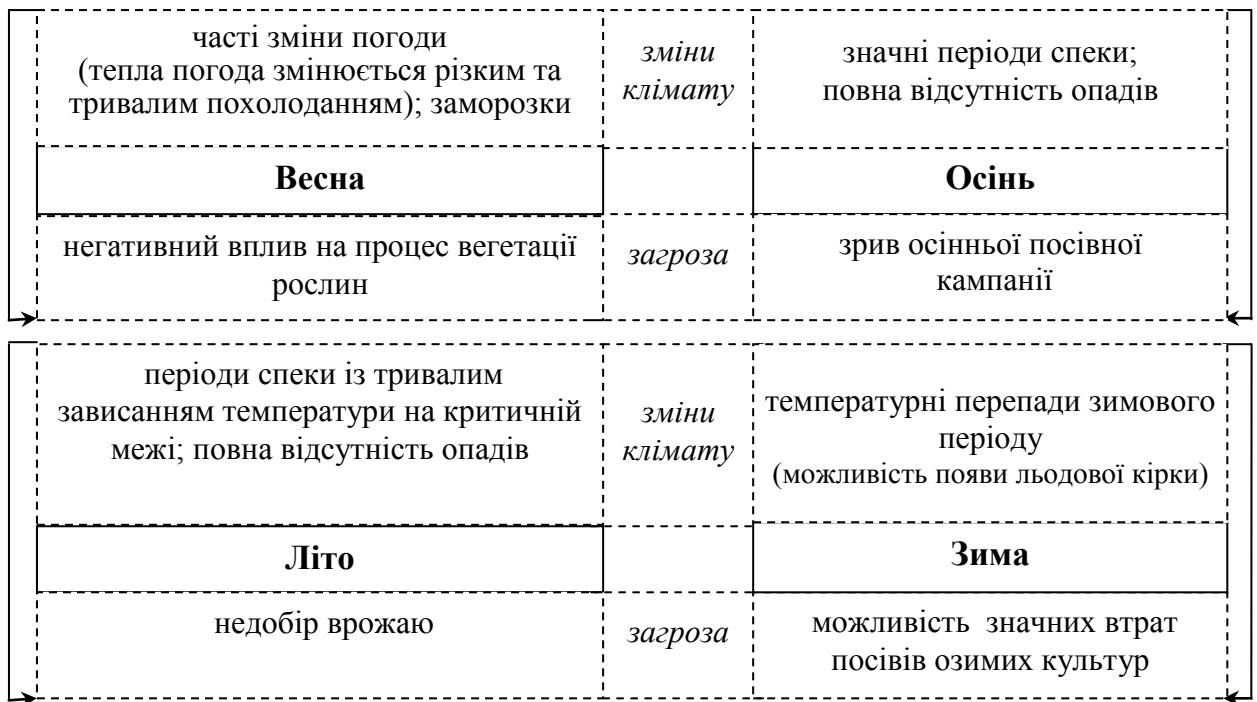 часті зміни погоди
(тепла погода змінюється різким та
тривалим похолоданням); заморозки
зміни
клімату
значні періоди спеки;
повна відсутність опадів
Весна
Осінь
негативний вплив на процес вегетації
рослин
загроза
зрив осінньої посівної
кампанії
періоди спеки із тривалим
зависанням температури на критичній
межі; повна відсутність опадів
зміни
клімату
температурні перепади зимового
періоду
(можливість появи льодової кірки)
Літо
Зима
недобір врожаю
загроза
можливість значних втрат
посівів озимих культур